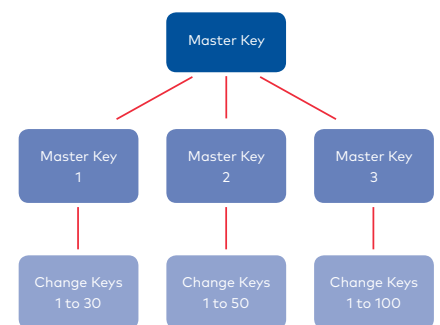 Master Key
Master Key
1
Master Key
2
Master Key
3
Change Keys
1 to 30
Change Keys
1 to 50
Change Keys
1 to 100